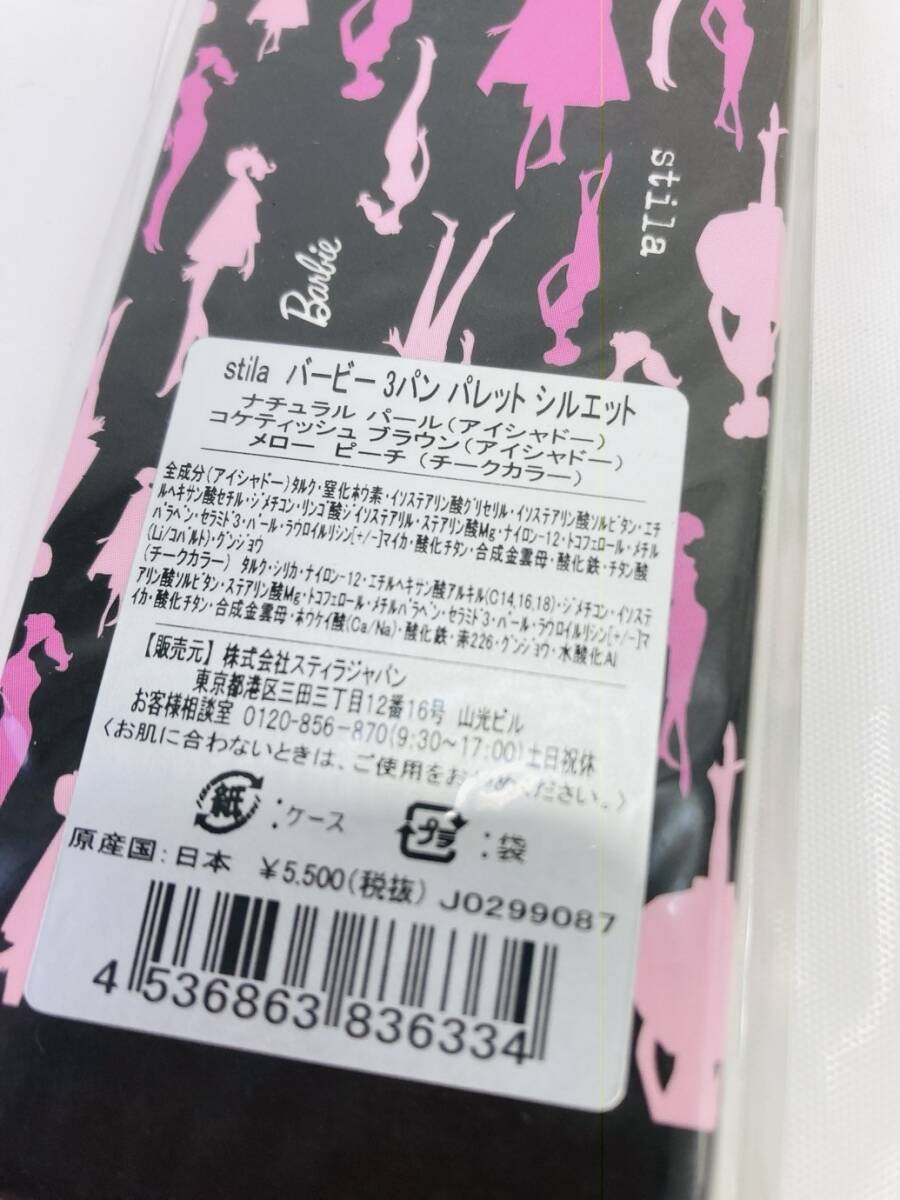 stila
Barbie
stila バービー 3パン パレット シルエット
ナチュラル パール(アイシャドー)
コケティッシュ ブラウン(アイシャドー)
メロー ピーチ (チークカラー)
全成分(アイシャドー)タルク・窒化ホウ素・イソステアリン酸グリセリル・イソステアリン酸ソルビタン・エチ
ルヘキサン酸セチル・ジメチコン・リンゴ酸ジイソステアリル・ステアリン酸Mg・ナイロン-12・トコフェロール・メチル
パラベン・セラミド3・パール・ラウロイルリシン[+/-]マイカ・酸化チタン・合成金雲母・酸化鉄・チタン酸
(Li/コバルト)・グンジョウ
(チークカラー) タルク・シリカ・ナイロン-12・エチルヘキサン酸アルキル(C14,16,18)・ジメチコン・イソステ
アリン酸ソルビタン・ステアリン酸Mg・トコフェロール・メチルパラベン・セラミド3・パール・ラウロイルリシン[+/-]マ
イカ・酸化チタン・合成金雲母・ホウケイ酸(Ca/Na)・酸化鉄・赤226・グンジョウ・水酸化Al
【販売元】株式会社スティラジャパン
東京都港区三田三丁目12番16号 山光ビル
お客様相談室 0120-856-870(9:30~17:00)土日祝休
〈お肌に合わないときは、ご使用をおやめください。〉
紙 :ケース プラ :袋
原産国:日本 ¥5,500(税抜) J0299087
4 536863 836334